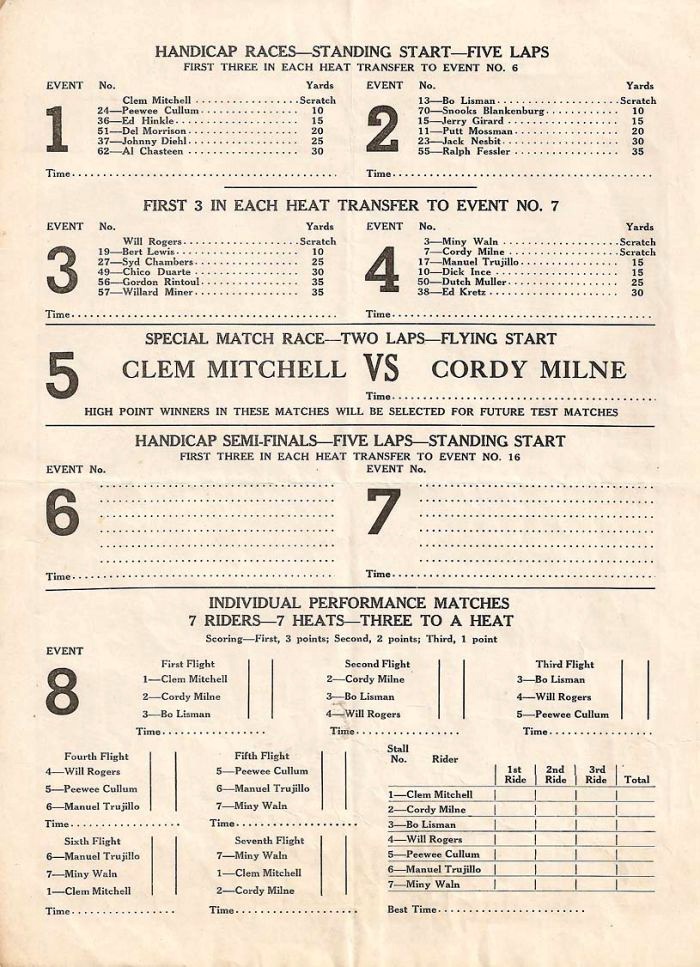 HANDICAP RACES—STANDING START—FIVE LAPS
FIRST THREE IN EACH HEAT TRANSFER TO EVENT NO. 6
EVENT No. Yards
1
Clem Mitchell Scratch
24—Peewee Cullum 10
36—Ed Hinkle 15
51—Del Morrison 20
37—Johnny Diehl 25
62—Al Chasteen 30
Time
EVENT No. Yards
2
13—Bo Lisman Scratch
70—Snooks Blankenburg 10
15—Jerry Girard 15
11—Putt Mossman 20
23—Jack Nesbit 30
55—Ralph Fessler 35
Time
FIRST 3 IN EACH HEAT TRANSFER TO EVENT NO. 7
EVENT No. Yards
3
Will Rogers Scratch
19—Bert Lewis 10
27—Syd Chambers 25
49—Chico Duarte 30
56—Gordon Rintoul 35
57—Willard Miner 35
Time
EVENT No. Yards
4
3—Miny Waln Scratch
7—Cordy Milne Scratch
17—Manuel Trujillo 15
10—Dick Ince 15
50—Dutch Muller 25
38—Ed Kretz 30
Time
SPECIAL MATCH RACE—TWO LAPS—FLYING START
5 CLEM MITCHELL VS CORDY MILNE
Time
HIGH POINT WINNERS IN THESE MATCHES WILL BE SELECTED FOR FUTURE TEST MATCHES
HANDICAP SEMI-FINALS—FIVE LAPS—STANDING START
FIRST THREE IN EACH HEAT TRANSFER TO EVENT NO. 16
EVENT No.
6
Time
EVENT No.
7
Time
INDIVIDUAL PERFORMANCE MATCHES
7 RIDERS—7 HEATS—THREE TO A HEAT
Scoring—First, 3 points; Second, 2 points; Third, 1 point
EVENT
8
First Flight
1—Clem Mitchell
2—Cordy Milne
3—Bo Lisman
Time
Second Flight
2—Cordy Milne
3—Bo Lisman
4—Will Rogers
Time
Third Flight
3—Bo Lisman
4—Will Rogers
5—Peewee Cullum
Time
Fourth Flight
4—Will Rogers
5—Peewee Cullum
6—Manuel Trujillo
Time
Fifth Flight
5—Peewee Cullum
6—Manuel Trujillo
7—Miny Waln
Time
Sixth Flight
6—Manuel Trujillo
7—Miny Waln
1—Clem Mitchell
Time
Seventh Flight
7—Miny Waln
1—Clem Mitchell
2—Cordy Milne
Time
Stall
No. Rider
1st 2nd 3rd
Ride Ride Ride Total
1—Clem Mitchell
2—Cordy Milne
3—Bo Lisman
4—Will Rogers
5—Peewee Cullum
6—Manuel Trujillo
7—Miny Waln
Best Time